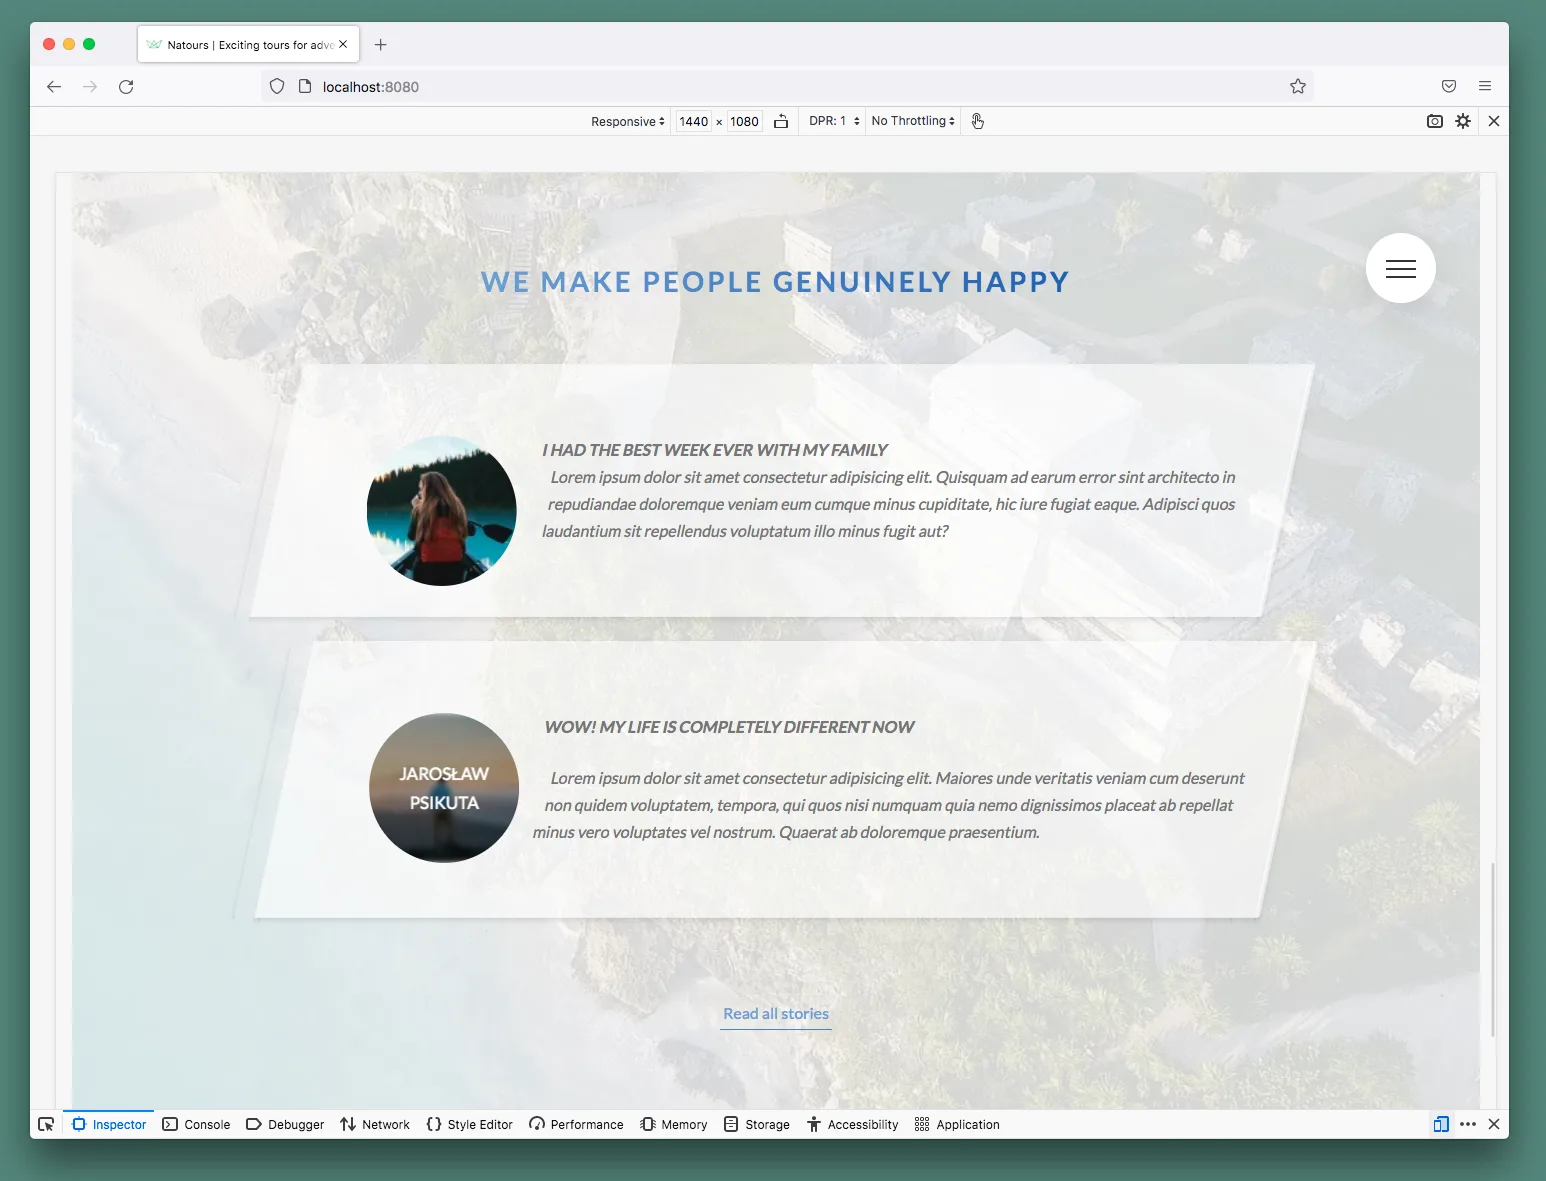 Natours | Exciting tours for adve
localhost:8080
Responsive 1440 × 1080 DPR: 1 No Throttling
WE MAKE PEOPLE GENUINELY HAPPY
I HAD THE BEST WEEK EVER WITH MY FAMILY
Lorem ipsum dolor sit amet consectetur adipisicing elit. Quisquam ad earum error sint architecto in
repudiandae doloremque veniam eum cumque minus cupiditate, hic iure fugiat eaque. Adipisci quos
laudantium sit repellendus voluptatum illo minus fugit aut?
WOW! MY LIFE IS COMPLETELY DIFFERENT NOW
JAROSŁAW
PSIKUTA
Lorem ipsum dolor sit amet consectetur adipisicing elit. Maiores unde veritatis veniam cum deserunt
non quidem voluptatem, tempora, qui quos nisi numquam quia nemo dignissimos placeat ab repellat
minus vero voluptates vel nostrum. Quaerat ab doloremque praesentium.
Read all stories
Inspector Console Debugger Network Style Editor Performance Memory Storage Accessibility Application